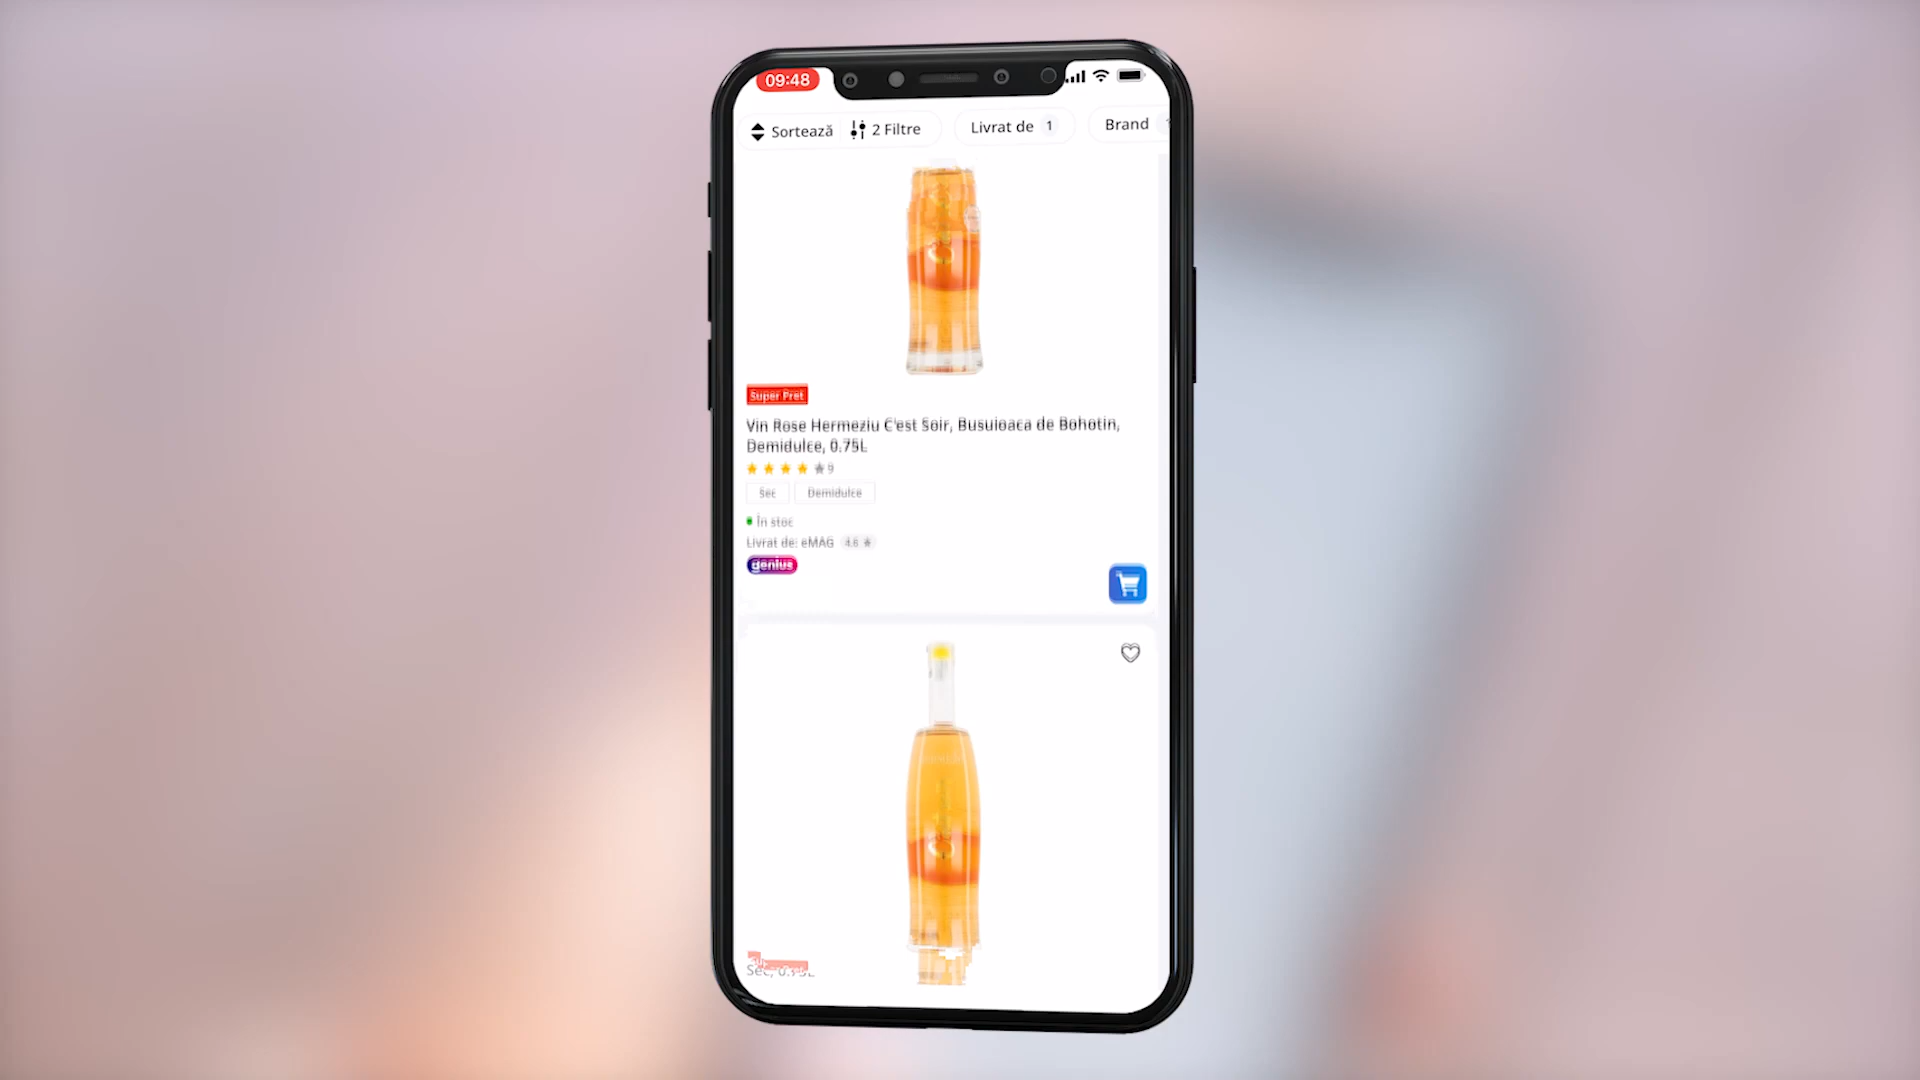 09:48
Sortează
2 Filtre
Livrat de 1
Brand
Super Pret
Vin Rose Hermeziu C'est Soir, Busuioaca de Bohotin,
Demidulce, 0.75L
9
Sec
Demidulce
În stoc
Livrat de: eMAG 4.6
genius
Sec, 0.75L